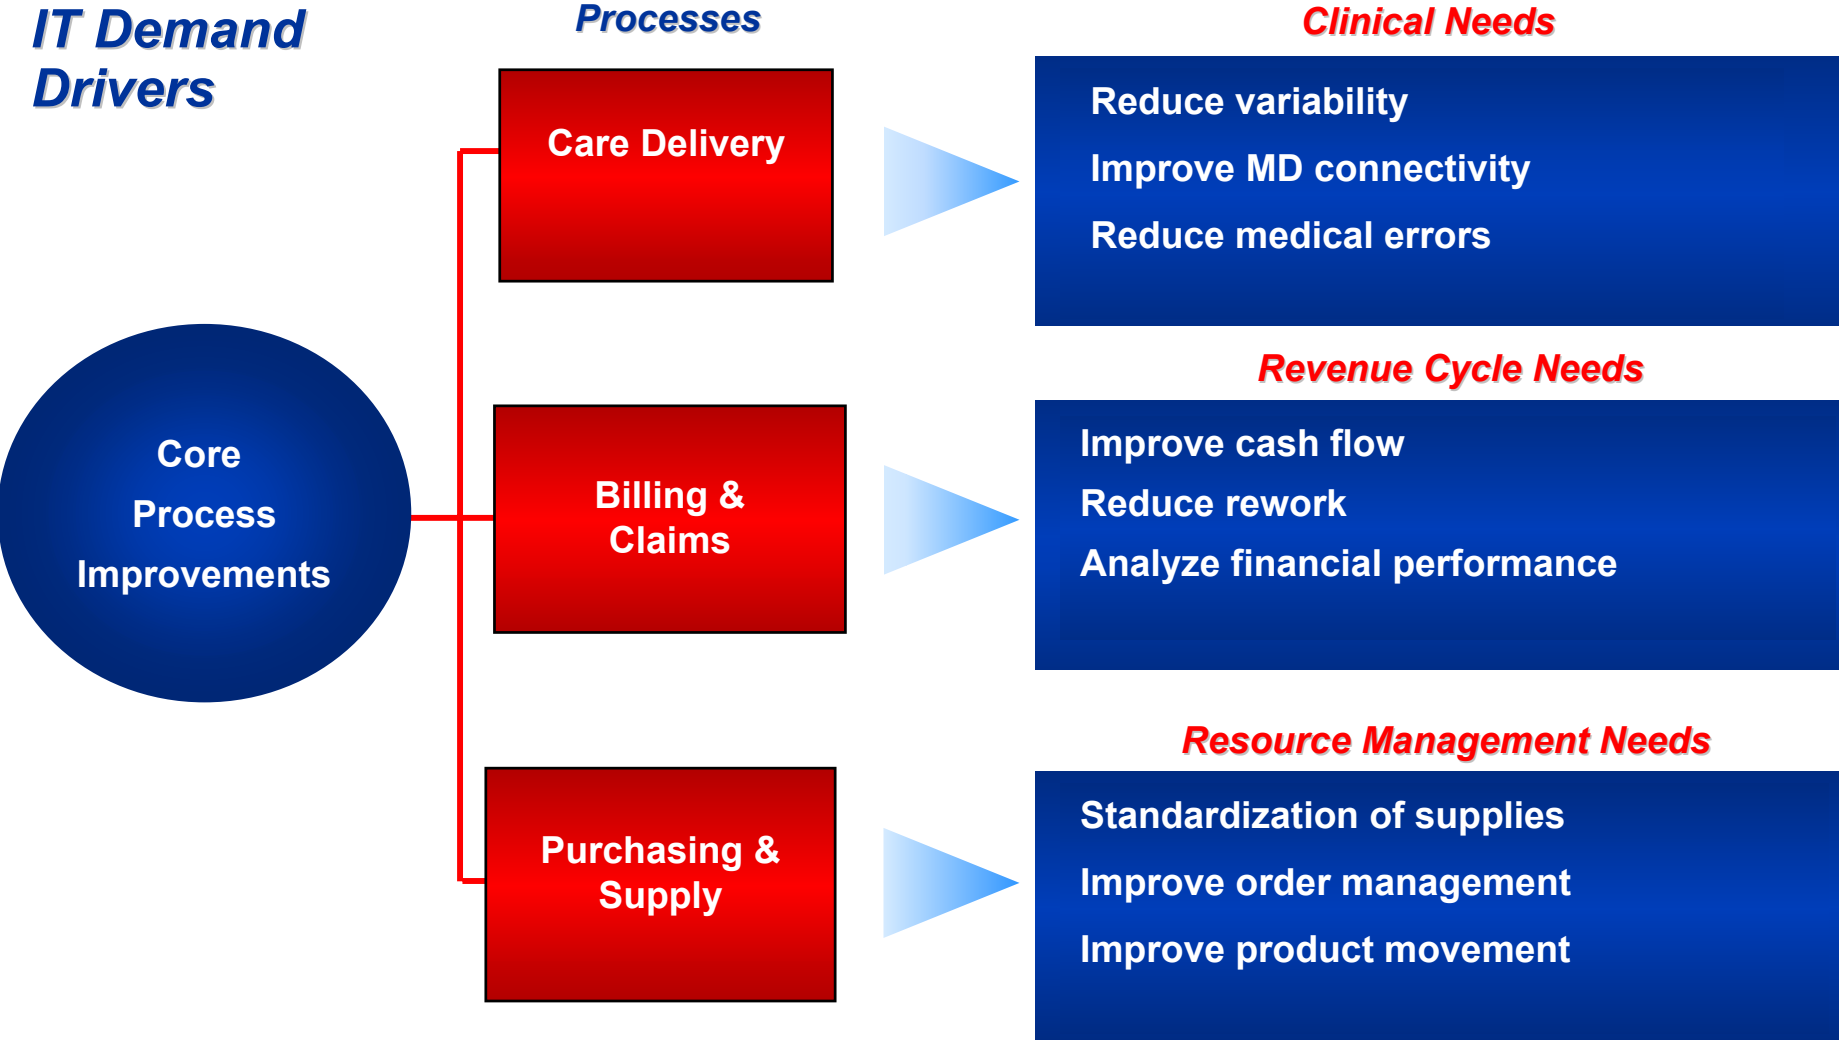 IT Demand
Drivers
Processes
Clinical Needs
Care Delivery
Reduce variability
Improve MD connectivity
Reduce medical errors
Core
Process
Improvements
Revenue Cycle Needs
Billing &
Claims
Improve cash flow
Reduce rework
Analyze financial performance
Resource Management Needs
Purchasing &
Supply
Standardization of supplies
Improve order management
Improve product movement